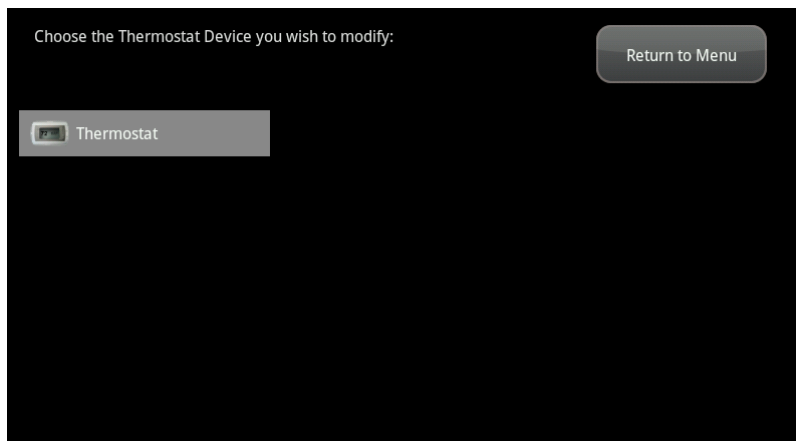 Choose the Thermostat Device you wish to modify:
Return to Menu
Thermostat